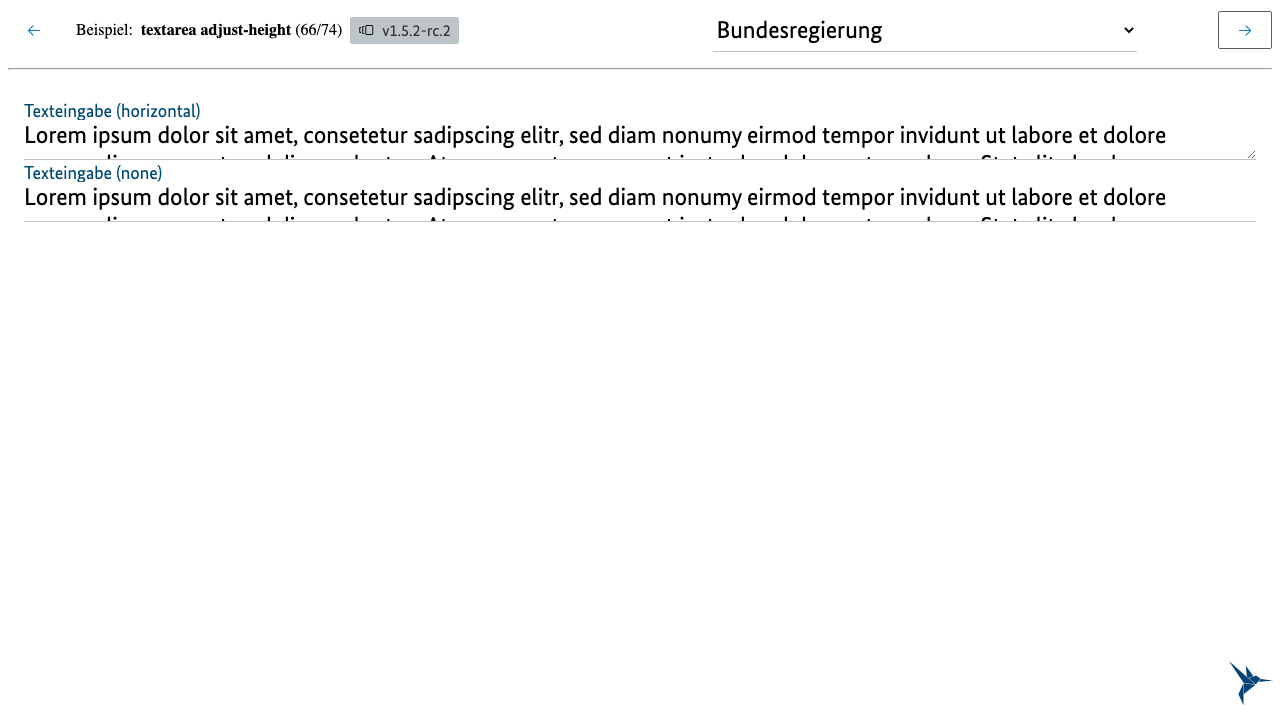 Beispiel: textarea adjust-height (66/74) v1.5.2-rc.2 Bundesregierung
Texteingabe (horizontal)
Lorem ipsum dolor sit amet, consetetur sadipscing elitr, sed diam nonumy eirmod tempor invidunt ut labore et dolore
Texteingabe (none)
Lorem ipsum dolor sit amet, consetetur sadipscing elitr, sed diam nonumy eirmod tempor invidunt ut labore et dolore